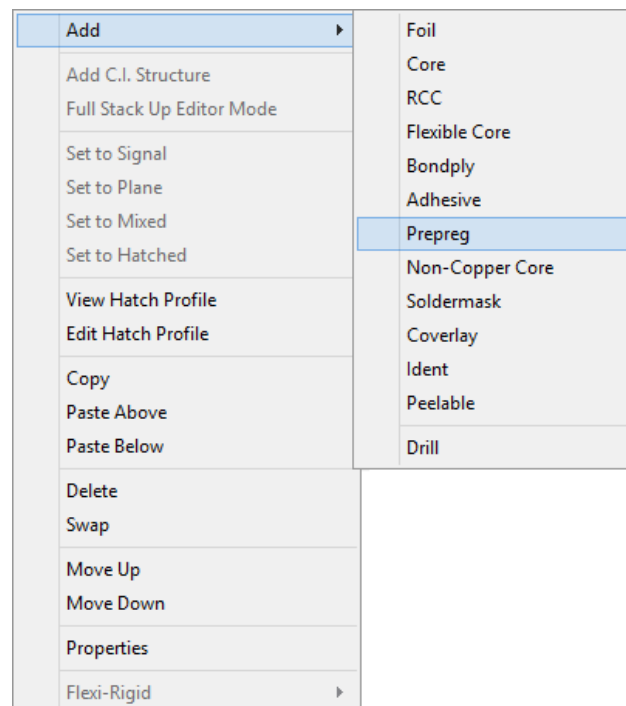 Add
Add C.I. Structure
Full Stack Up Editor Mode
Set to Signal
Set to Plane
Set to Mixed
Set to Hatched
View Hatch Profile
Edit Hatch Profile
Copy
Paste Above
Paste Below
Delete
Swap
Move Up
Move Down
Properties
Flexi-Rigid
Foil
Core
RCC
Flexible Core
Bondply
Adhesive
Prepreg
Non-Copper Core
Soldermask
Coverlay
Ident
Peelable
Drill